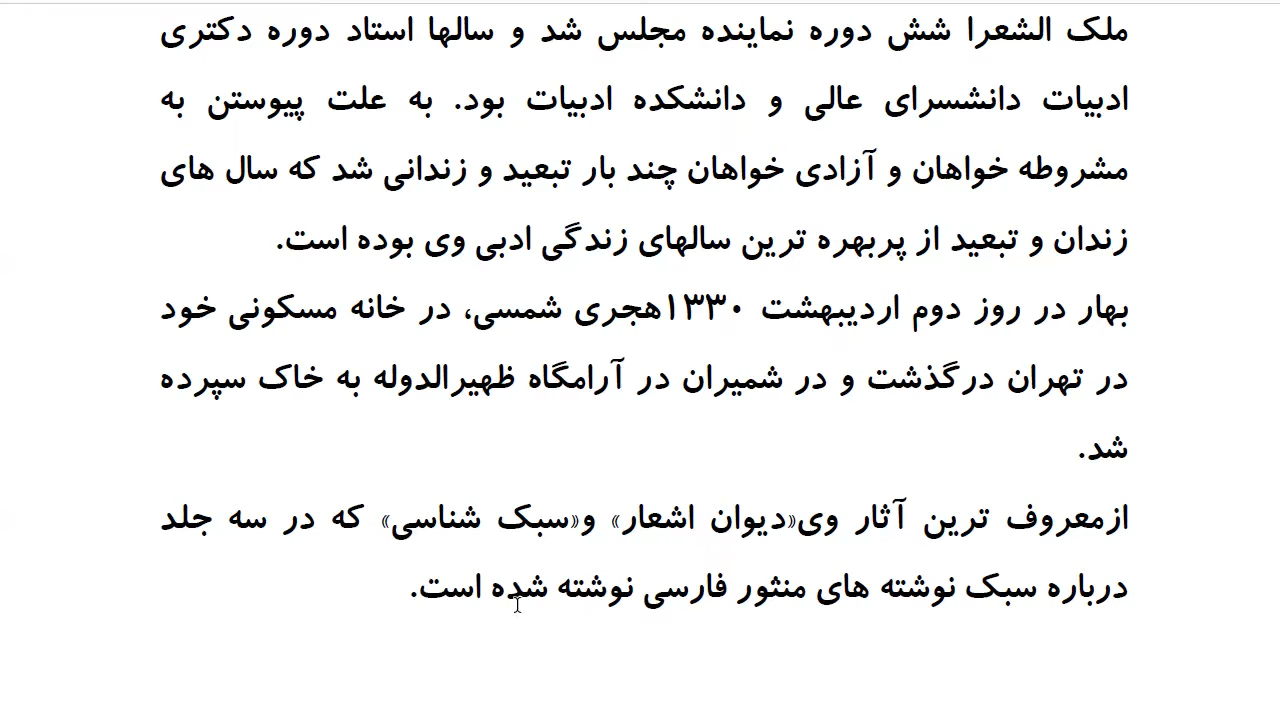 ملک الشعرا شش دوره نماینده مجلس شد و سالها استاد دوره دکتری
ادبیات دانشسرای عالی و دانشکده ادبیات بود. به علت پیوستن به
مشروطه خواهان و آزادی خواهان چند بار تبعید و زندانی شد که سال های
زندان و تبعید از پربهره ترین سالهای زندگی ادبی وی بوده است.
بهار در روز دوم اردیبهشت ۱۳۳۰هجری شمسی، در خانه مسکونی خود
در تهران درگذشت و در شمیران در آرامگاه ظهیرالدوله به خاک سپرده
شد.
ازمعروف ترین آثار وی«دیوان اشعار» و«سبک شناسی» که در سه جلد
درباره سبک نوشته های منثور فارسی نوشته شده است.